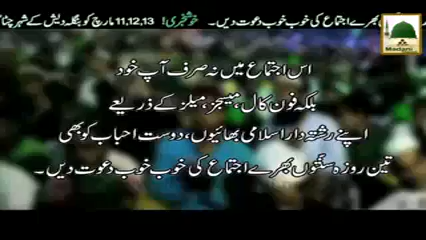 بھرے اجتماع کی خوب خوب دعوت دیں۔ خوشخبری! 11,12,13 مارچ کو بنگلہ دیش کے شہر چٹا
Madani
اس اجتماع میں نہ صرف آپ خود
بلکہ فون کال، میسجز، میلز کے ذریعے
اپنے رشتہ دار اسلامی بھائیوں، دوست احباب کو بھی
تین روزہ سنتوں بھرے اجتماع کی خوب خوب دعوت دیں۔